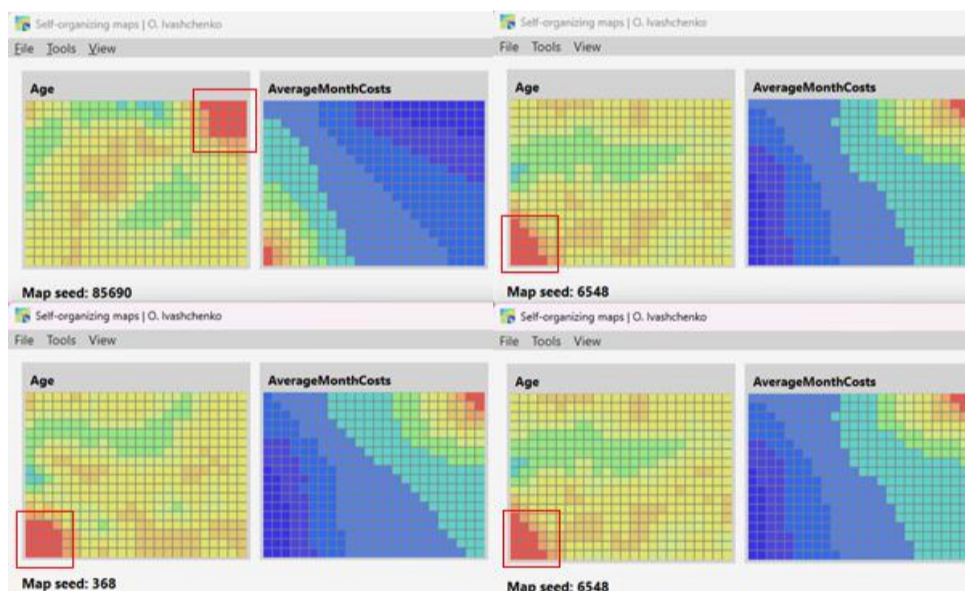 Self-organizing maps | O. Ivashchenko
File Tools View
Age AverageMonthCosts
Map seed: 85690
Self-organizing maps | O. Ivashchenko
File Tools View
Age AverageMonthCosts
Map seed: 6548
Self-organizing maps | O. Ivashchenko
File Tools View
Age AverageMonthCosts
Map seed: 368
Self-organizing maps | O. Ivashchenko
File Tools View
Age AverageMonthCosts
Map seed: 6548